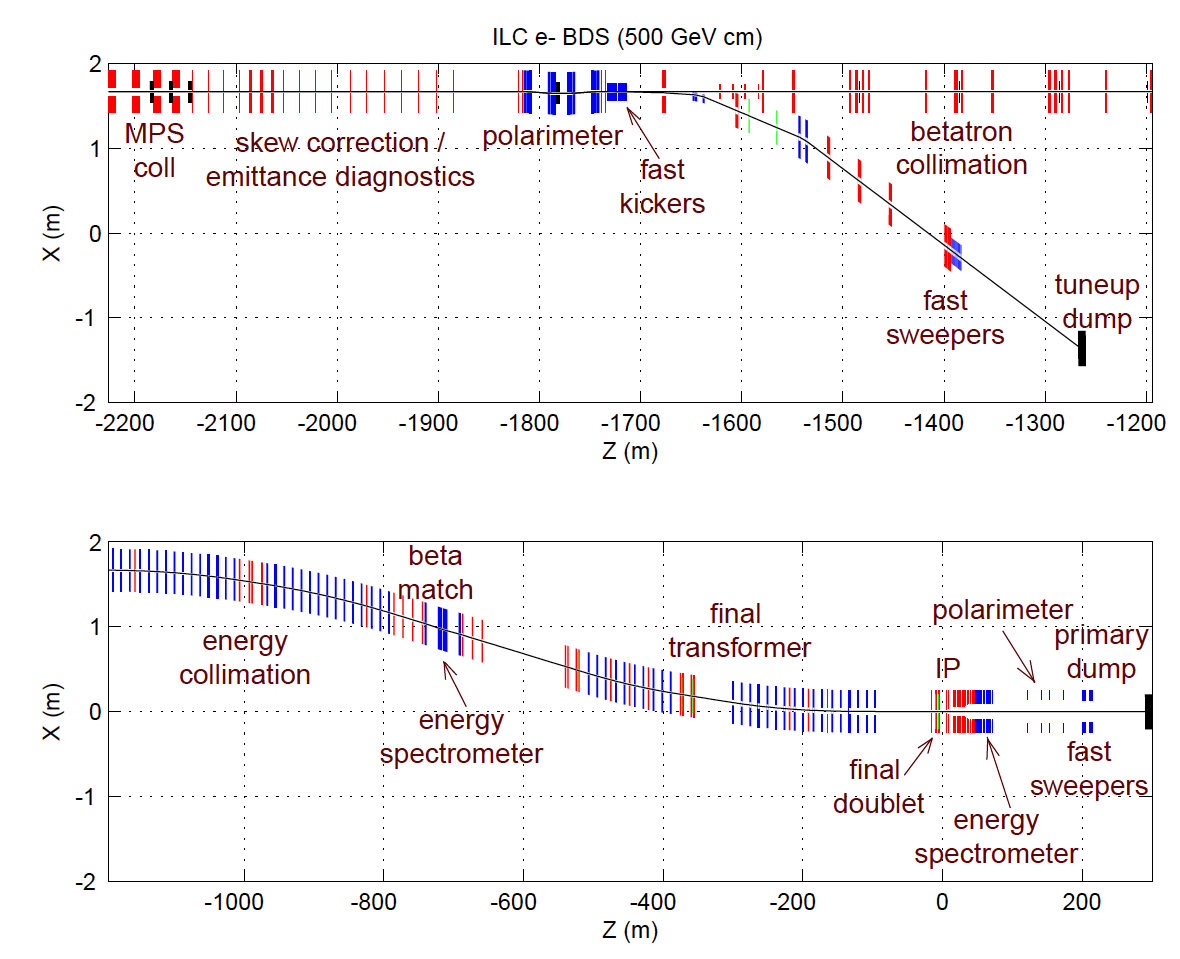 ILC e- BDS (500 GeV cm)
2
1
0
-1
-2
X (m)
MPS
coll
skew correction /
emittance diagnostics
polarimeter
fast
kickers
betatron
collimation
fast
sweepers
tuneup
dump
-2200 -2100 -2000 -1900 -1800 -1700 -1600 -1500 -1400 -1300 -1200
Z (m)
2
1
0
-1
-2
X (m)
energy
collimation
beta
match
energy
spectrometer
final
transformer
polarimeter
primary
dump
IP
final
doublet
energy
spectrometer
fast
sweepers
-1000 -800 -600 -400 -200 0 200
Z (m)